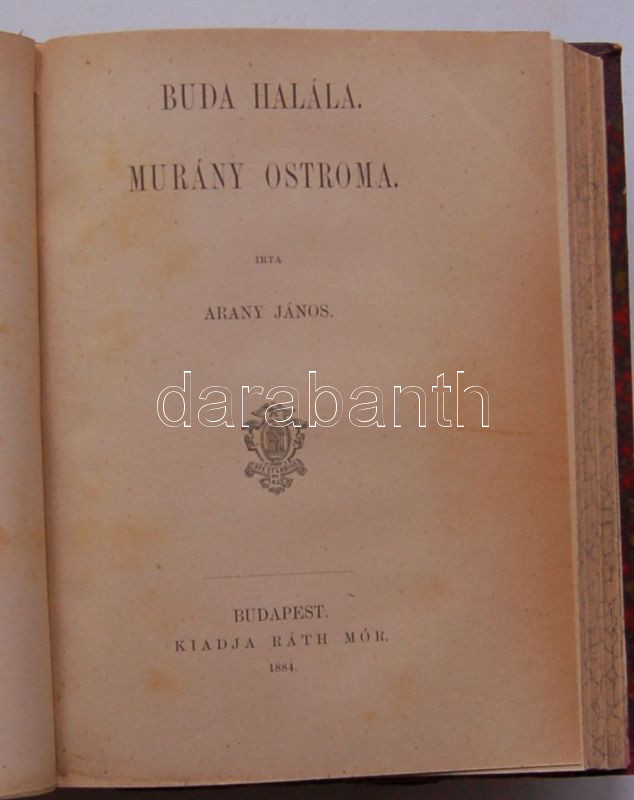 BUDA HALÁLA.
MURÁNY OSTROMA.
IRTA
ARANY JÁNOS.
darabanth
BUDAPEST.
KIADJA RÁTH MÓR.
1884.